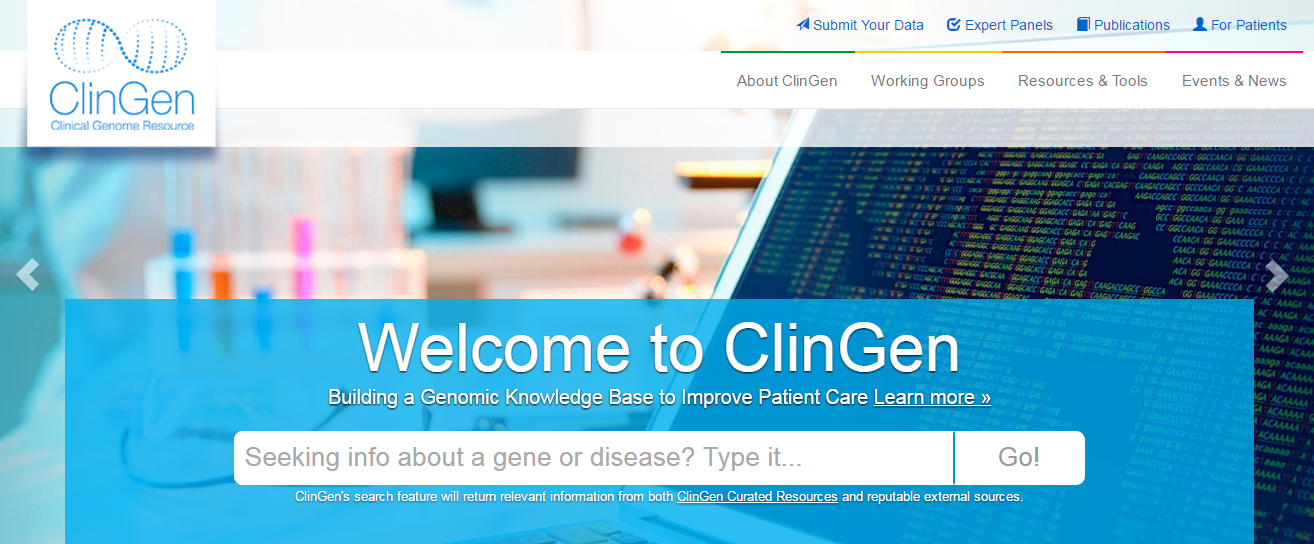 ClinGen
Clinical Genome Resource
Submit Your Data Expert Panels Publications For Patients
About ClinGen Working Groups Resources & Tools Events & News
Welcome to ClinGen
Building a Genomic Knowledge Base to Improve Patient Care Learn more »
Seeking info about a gene or disease? Type it... Go!
ClinGen's search feature will return relevant information from both ClinGen Curated Resources and reputable external sources.